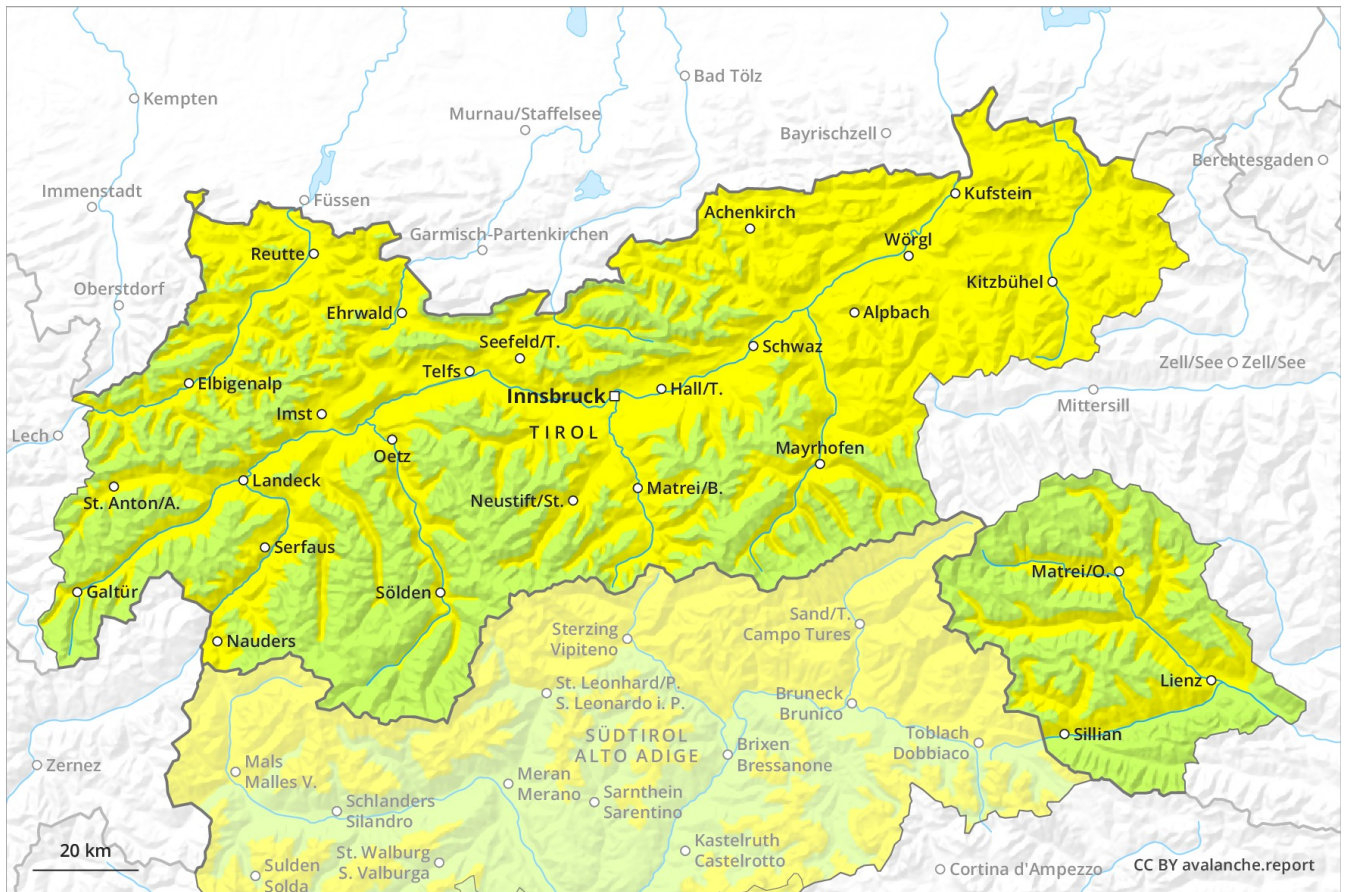 Kempten
Bad Tölz
Murnau/Staffelsee
Bayrischzell
Berchtesgaden
Immenstadt
Füssen
Kufstein
Achenkirch
Garmisch-Partenkirchen
Wörgl
Reutte
Oberstdorf
Kitzbühel
Ehrwald
Alpbach
Seefeld/T.
Schwaz
Zell/See
Zell/See
Telfs
Elbigenalp
Hall/T.
Innsbruck
Mittersill
Imst
TIROL
Lech
Oetz
Mayrhofen
Landeck
Matrei/B.
St. Anton/A.
Neustift/St.
Serfaus
Matrei/O.
Galtür
Sölden
Sand/T.
Campo Tures
Sterzing
Vipiteno
Nauders
Lienz
St. Leonhard/P.
S. Leonardo i. P.
Bruneck
Brunico
SÜDTIROL
ALTO ADIGE
Sillian
Toblach
Dobbiaco
Brixen
Bressanone
Mals
Malles V.
Zernez
Meran
Merano
Sarnthein
Sarentino
Schlanders
Silandro
Kastelruth
Castelrotto
20 km
St. Walburg
S. Valburga
Sulden
Solda
Cortina d'Ampezzo
CC BY avalanche.report